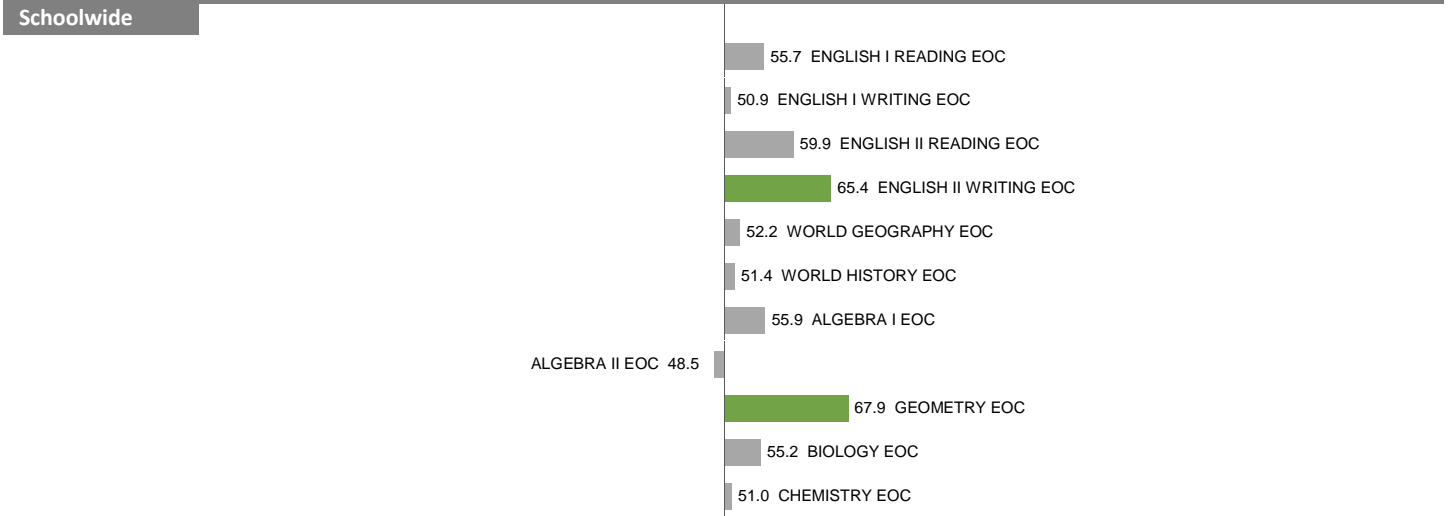 Schoolwide
55.7 ENGLISH I READING EOC
50.9 ENGLISH I WRITING EOC
59.9 ENGLISH II READING EOC
65.4 ENGLISH II WRITING EOC
52.2 WORLD GEOGRAPHY EOC
51.4 WORLD HISTORY EOC
55.9 ALGEBRA I EOC
ALGEBRA II EOC 48.5
67.9 GEOMETRY EOC
55.2 BIOLOGY EOC
51.0 CHEMISTRY EOC